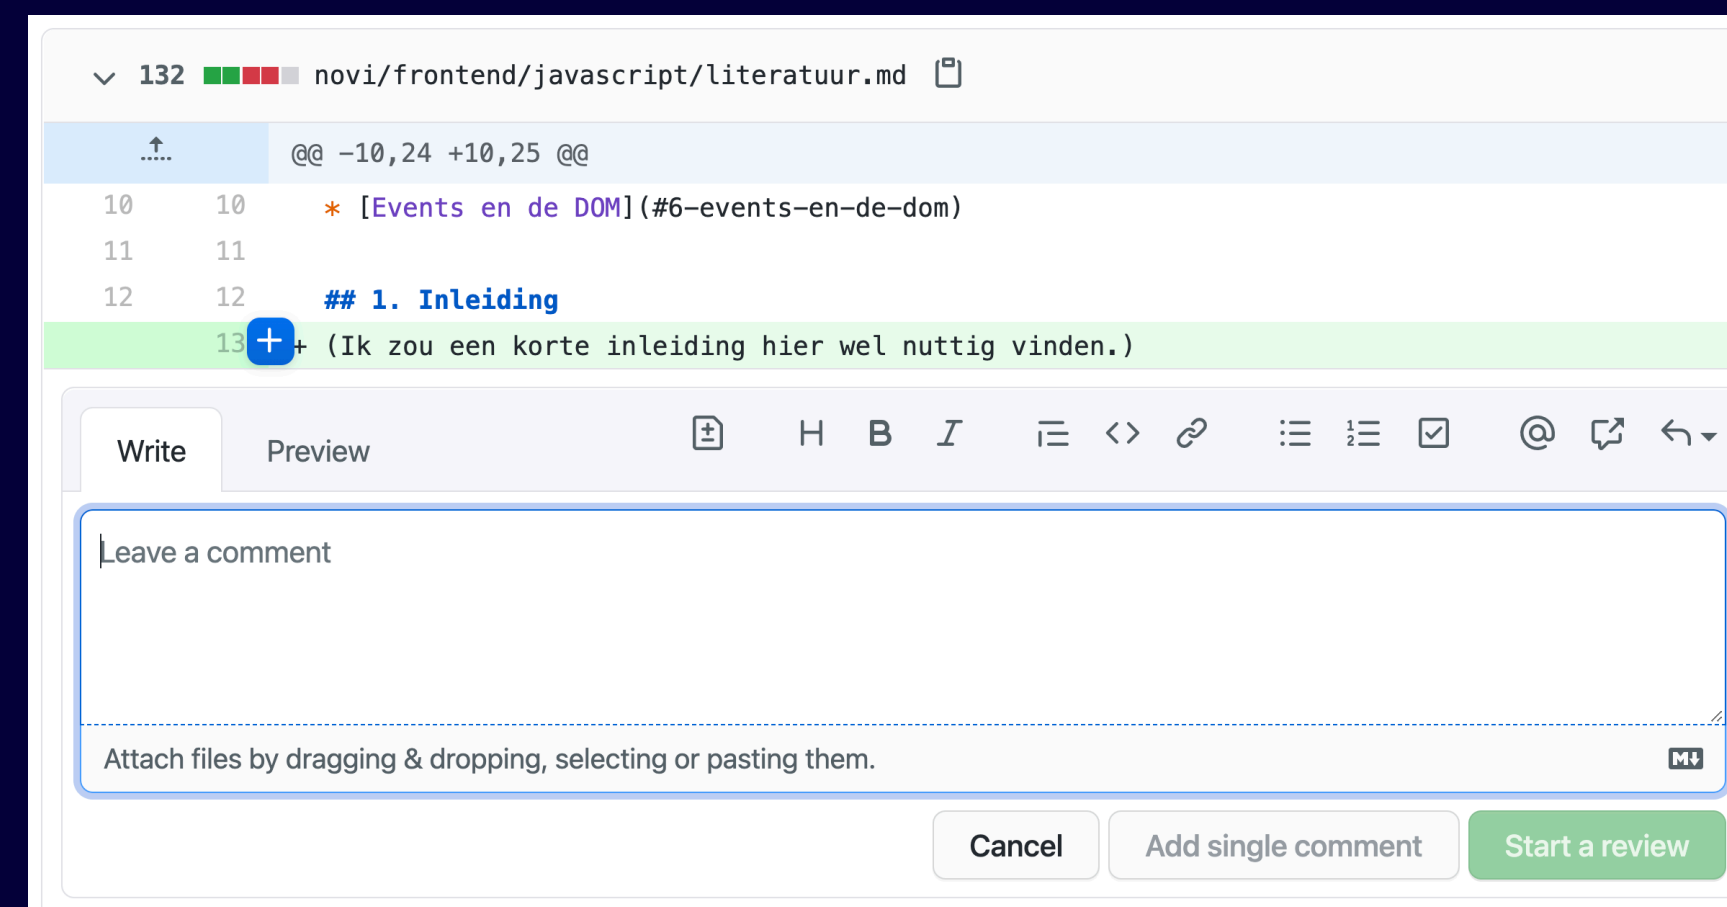 132 novi/frontend/javascript/literatuur.md
@@ -10,24 +10,25 @@
10 10 * [Events en de DOM](#6-events-en-de-dom)
11 11
12 12 ## 1. Inleiding
13 + (Ik zou een korte inleiding hier wel nuttig vinden.)
Write Preview
Leave a comment
Attach files by dragging & dropping, selecting or pasting them.
Cancel Add single comment Start a review